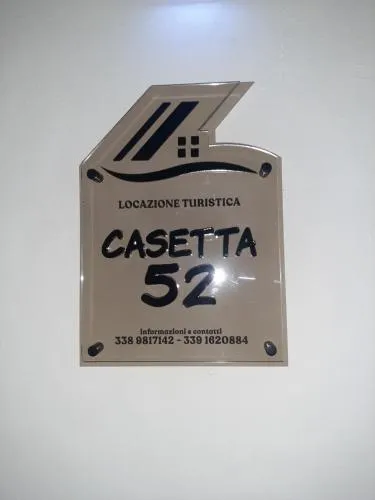 LOCAZIONE TURISTICA
CASETTA
52
informazioni e contatti
338 9817142 - 339 1620884